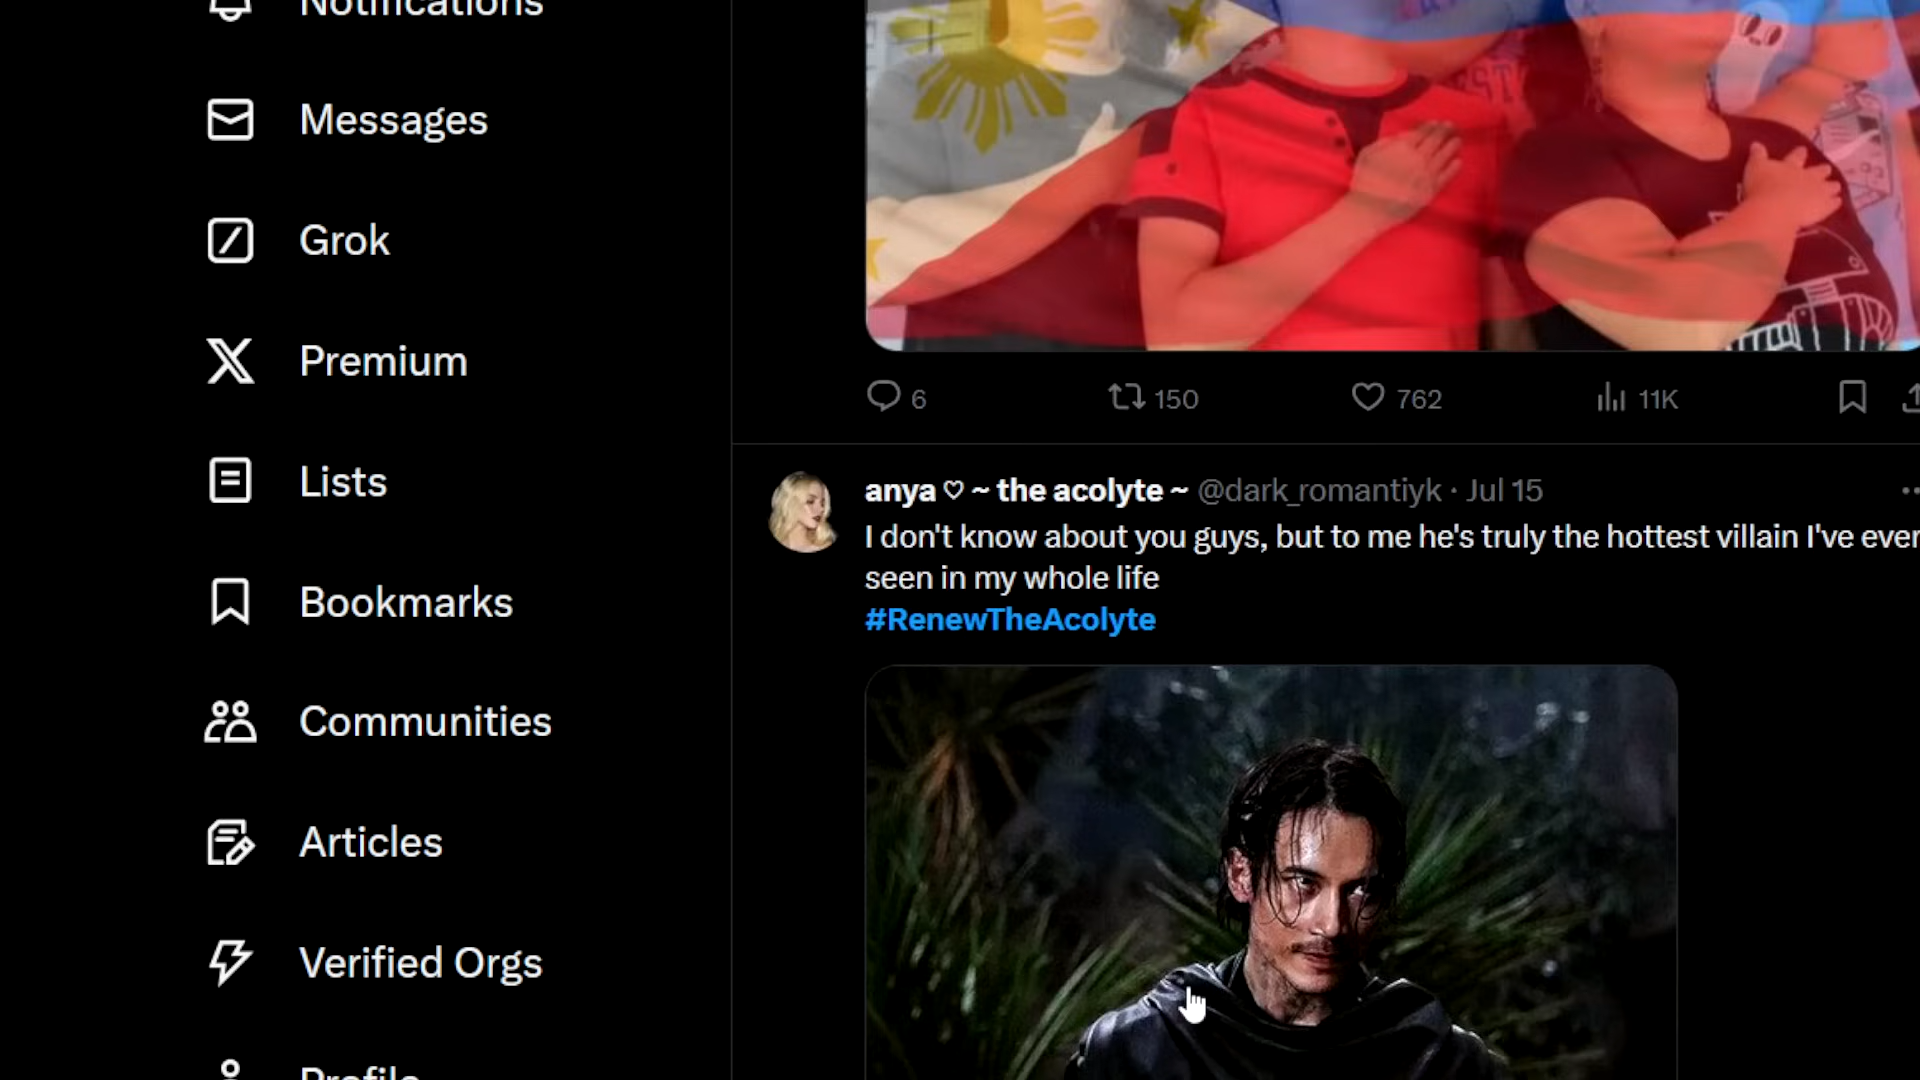 Notifications
Messages
Grok
Premium
Lists
Bookmarks
Communities
Articles
Verified Orgs
Profile
6 150 762 11K
anya ♡ ~ the acolyte ~ @dark_romantiyk · Jul 15
I don't know about you guys, but to me he's truly the hottest villain I've ever
seen in my whole life
#RenewTheAcolyte